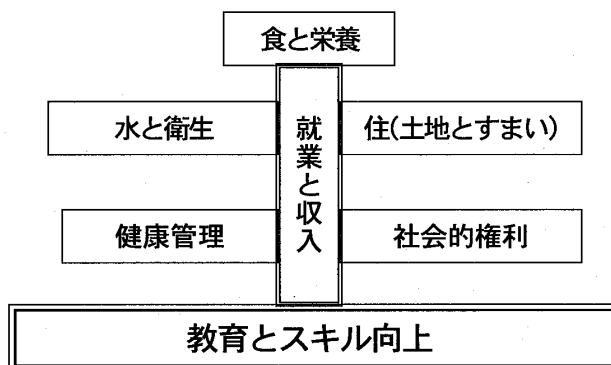 食と栄養
水と衛生
就業と収入
住(土地とすまい)
健康管理
社会的権利
教育とスキル向上